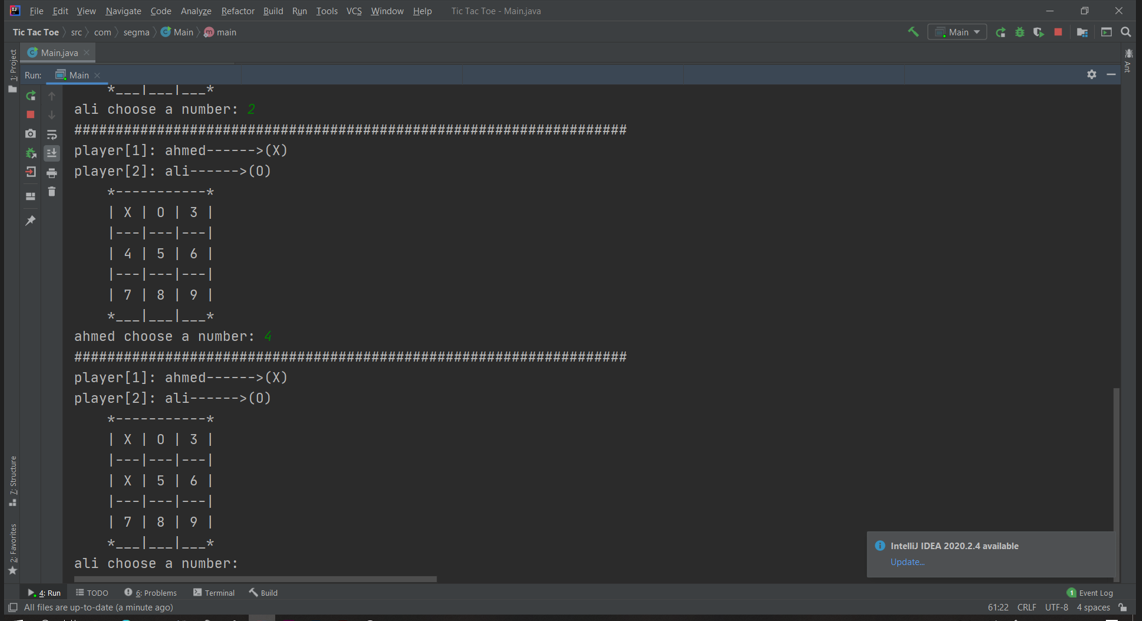 File Edit View Navigate Code Analyze Refactor Build Run Tools VCS Window Help Tic Tac Toe - Main.java
Tic Tac Toe src com segma Main main Main
Main.java
1: Project
Ant
Run: Main
*___|___|___*
ali choose a number: 2
###################################################################
player[1]: ahmed------>(X)
player[2]: ali------>(O)
*-----------*
| X | O | 3 |
|---|---|---|
| 4 | 5 | 6 |
|---|---|---|
| 7 | 8 | 9 |
*___|___|___*
ahmed choose a number: 4
###################################################################
player[1]: ahmed------>(X)
player[2]: ali------>(O)
*-----------*
| X | O | 3 |
|---|---|---|
| X | 5 | 6 |
|---|---|---|
| 7 | 8 | 9 |
*___|___|___*
ali choose a number:
7: Structure
2: Favorites
IntelliJ IDEA 2020.2.4 available
Update...
4: Run TODO 6: Problems Terminal Build 1 Event Log
All files are up-to-date (a minute ago) 61:22 CRLF UTF-8 4 spaces